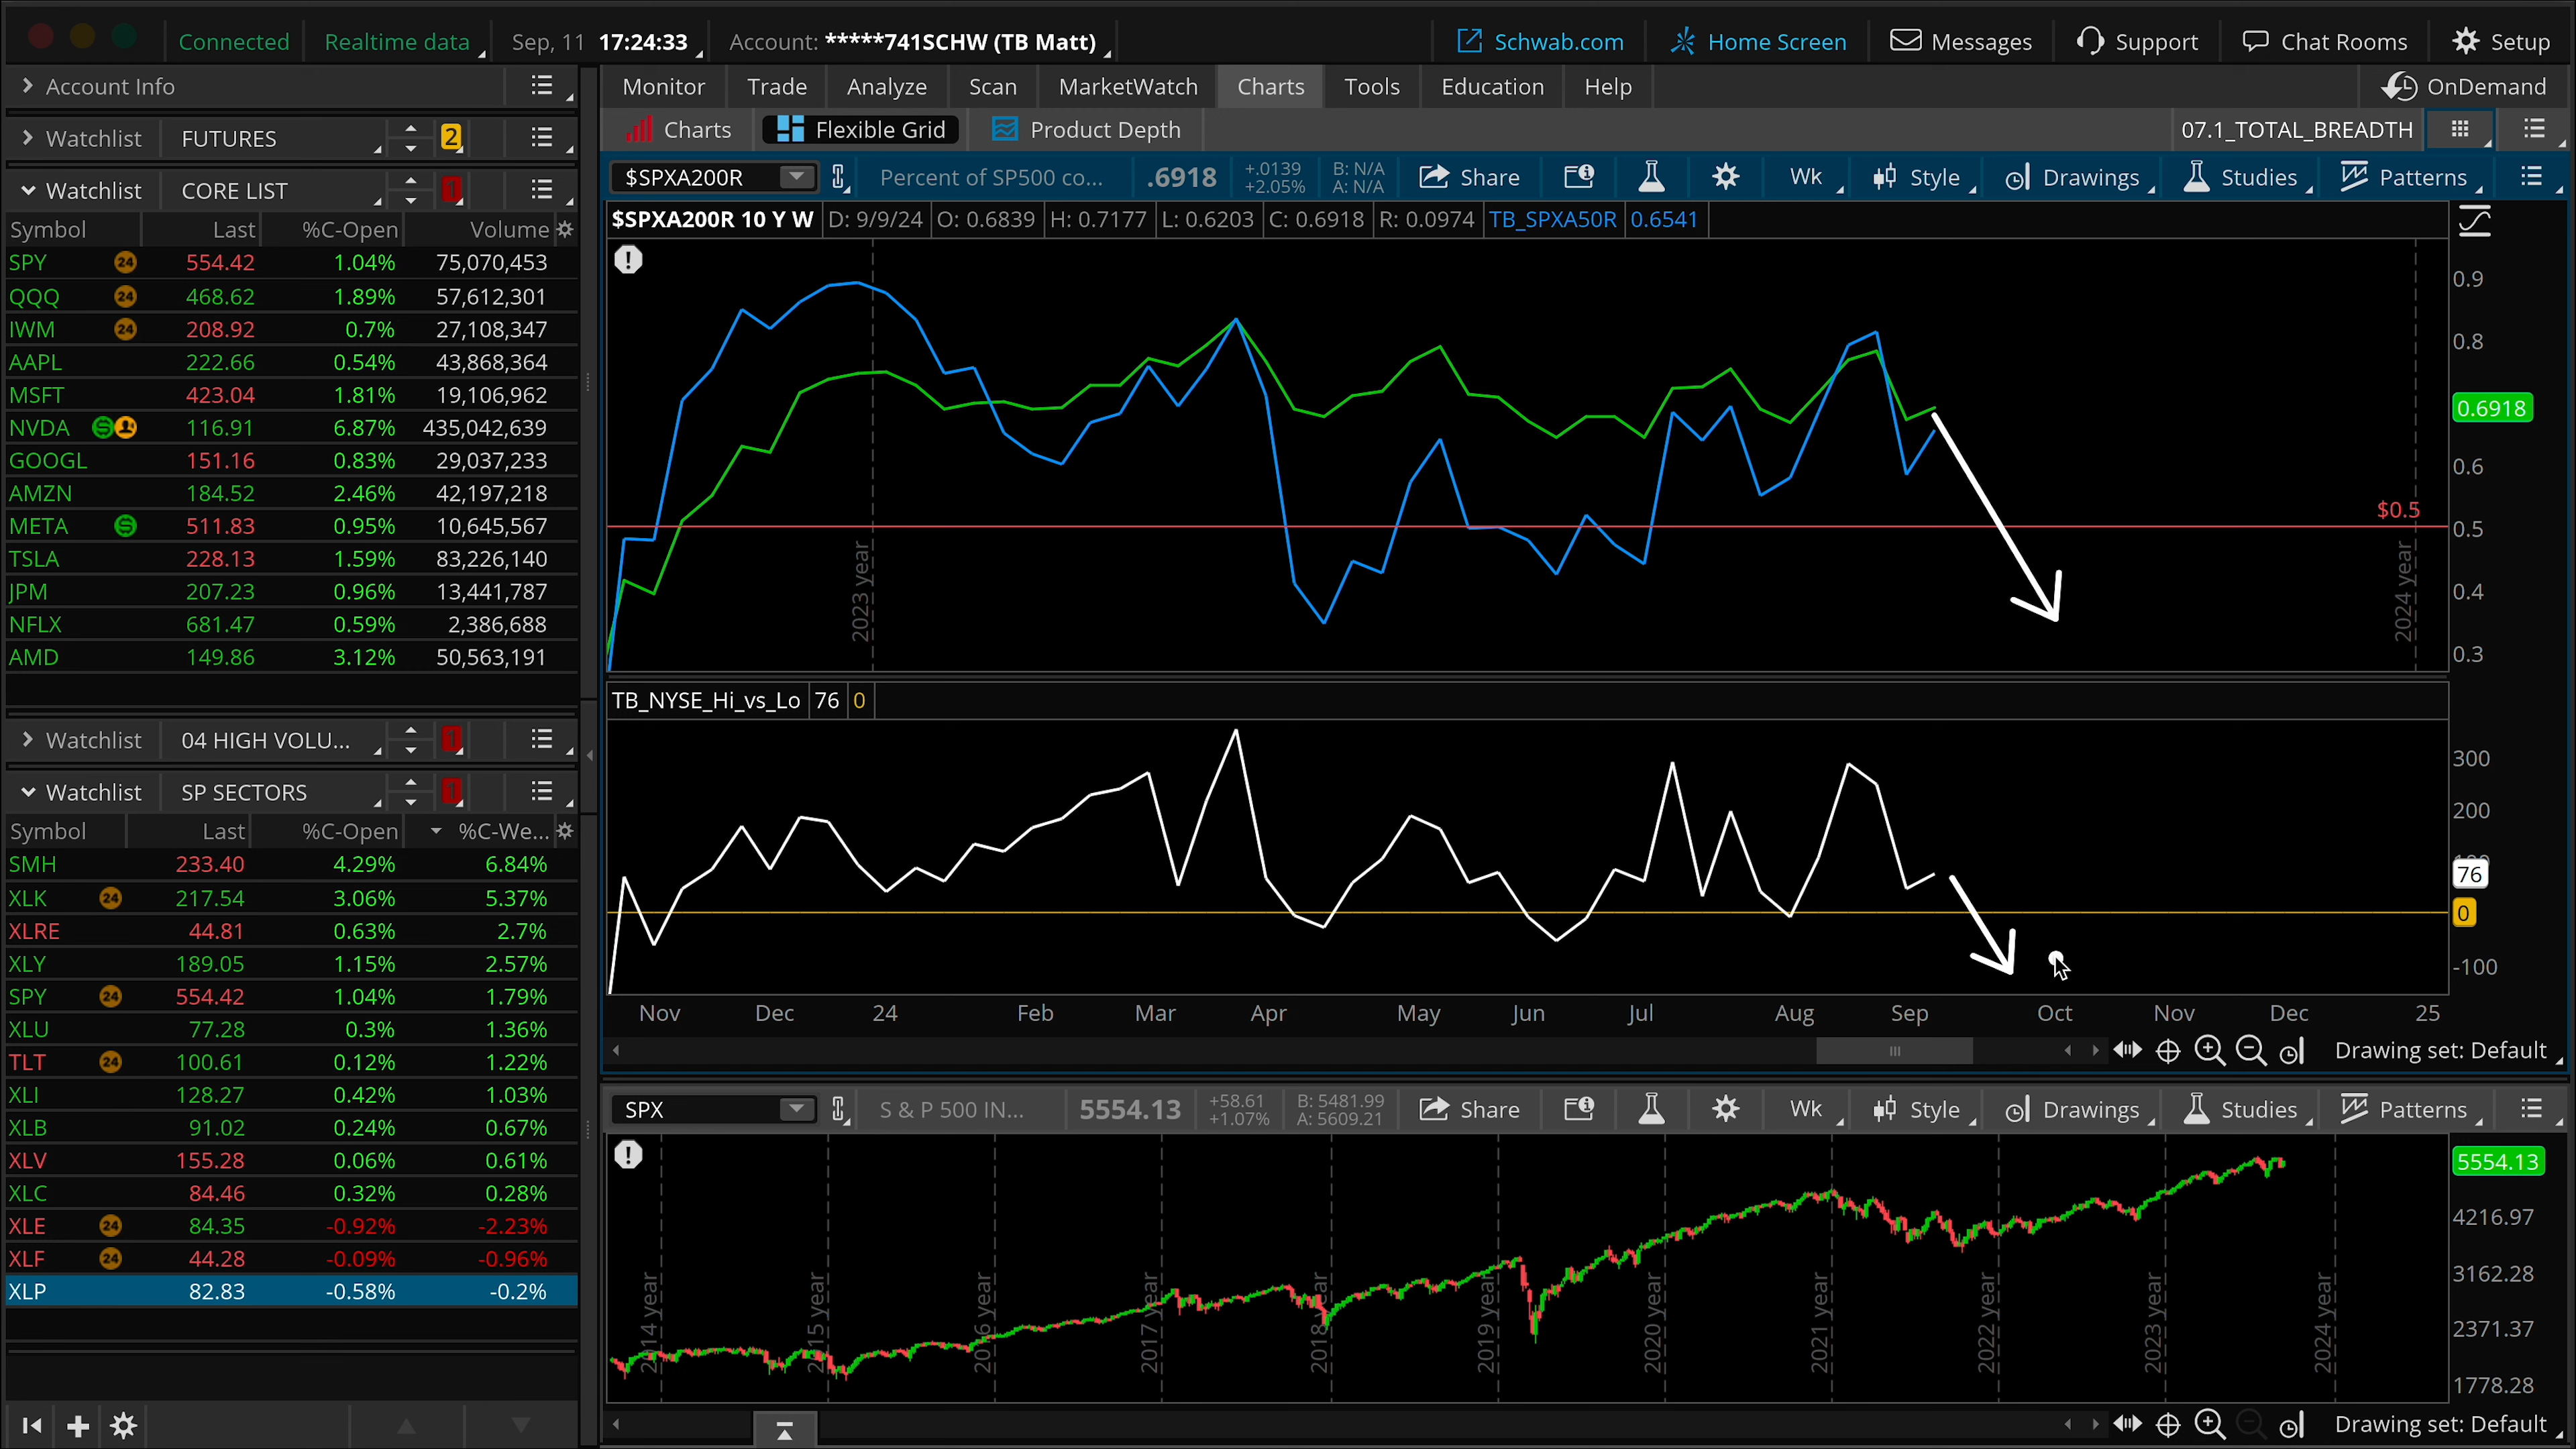 Connected Realtime data Sep, 11 17:24:33 Account: *****741SCHW (TB Matt) Schwab.com Home Screen Messages Support Chat Rooms Setup
Account Info
Monitor Trade Analyze Scan MarketWatch Charts Tools Education Help OnDemand
Watchlist FUTURES 2
Charts Flexible Grid Product Depth 07.1_TOTAL_BREADTH
Watchlist CORE LIST 1
Symbol Last %C-Open Volume
SPY 24 554.42 1.04% 75,070,453
QQQ 24 468.62 1.89% 57,612,301
IWM 24 208.92 0.7% 27,108,347
AAPL 222.66 0.54% 43,868,364
MSFT 423.04 1.81% 19,106,962
NVDA S 116.91 6.87% 435,042,639
GOOGL 151.16 0.83% 29,037,233
AMZN 184.52 2.46% 42,197,218
META S 511.83 0.95% 10,645,567
TSLA 228.13 1.59% 83,226,140
JPM 207.23 0.96% 13,441,787
NFLX 681.47 0.59% 2,386,688
AMD 149.86 3.12% 50,563,191
Watchlist 04 HIGH VOLU... 1
Watchlist SP SECTORS 1
Symbol Last %C-Open %C-We...
SMH 233.40 4.29% 6.84%
XLK 24 217.54 3.06% 5.37%
XLRE 44.81 0.63% 2.7%
XLY 189.05 1.15% 2.57%
SPY 24 554.42 1.04% 1.79%
XLU 77.28 0.3% 1.36%
TLT 24 100.61 0.12% 1.22%
XLI 128.27 0.42% 1.03%
XLB 91.02 0.24% 0.67%
XLV 155.28 0.06% 0.61%
XLC 84.46 0.32% 0.28%
XLE 24 84.35 -0.92% -2.23%
XLF 24 44.28 -0.09% -0.96%
XLP 82.83 -0.58% -0.2%
$SPXA200R Percent of SP500 co... .6918 +.0139 B: N/A Share Wk Style Drawings Studies Patterns
+2.05% A: N/A
$SPXA200R 10 Y W D: 9/9/24 O: 0.6839 H: 0.7177 L: 0.6203 C: 0.6918 R: 0.0974 TB_SPXA50R 0.6541
0.9
0.8
0.6918
0.6
$0.5
0.5
0.4
0.3
2023 year
2024 year
TB_NYSE_Hi_vs_Lo 76 0
300
200
76
0
-100
Nov Dec 24 Feb Mar Apr May Jun Jul Aug Sep Oct Nov Dec 25
Drawing set: Default
SPX S & P 500 IN... 5554.13 +58.61 B: 5481.99 Share Wk Style Drawings Studies Patterns
+1.07% A: 5609.21
5554.13
4216.97
3162.28
2371.37
1778.28
2014 year
2015 year
2016 year
2017 year
2018 year
2019 year
2020 year
2021 year
2022 year
2023 year
2024 year
Drawing set: Default